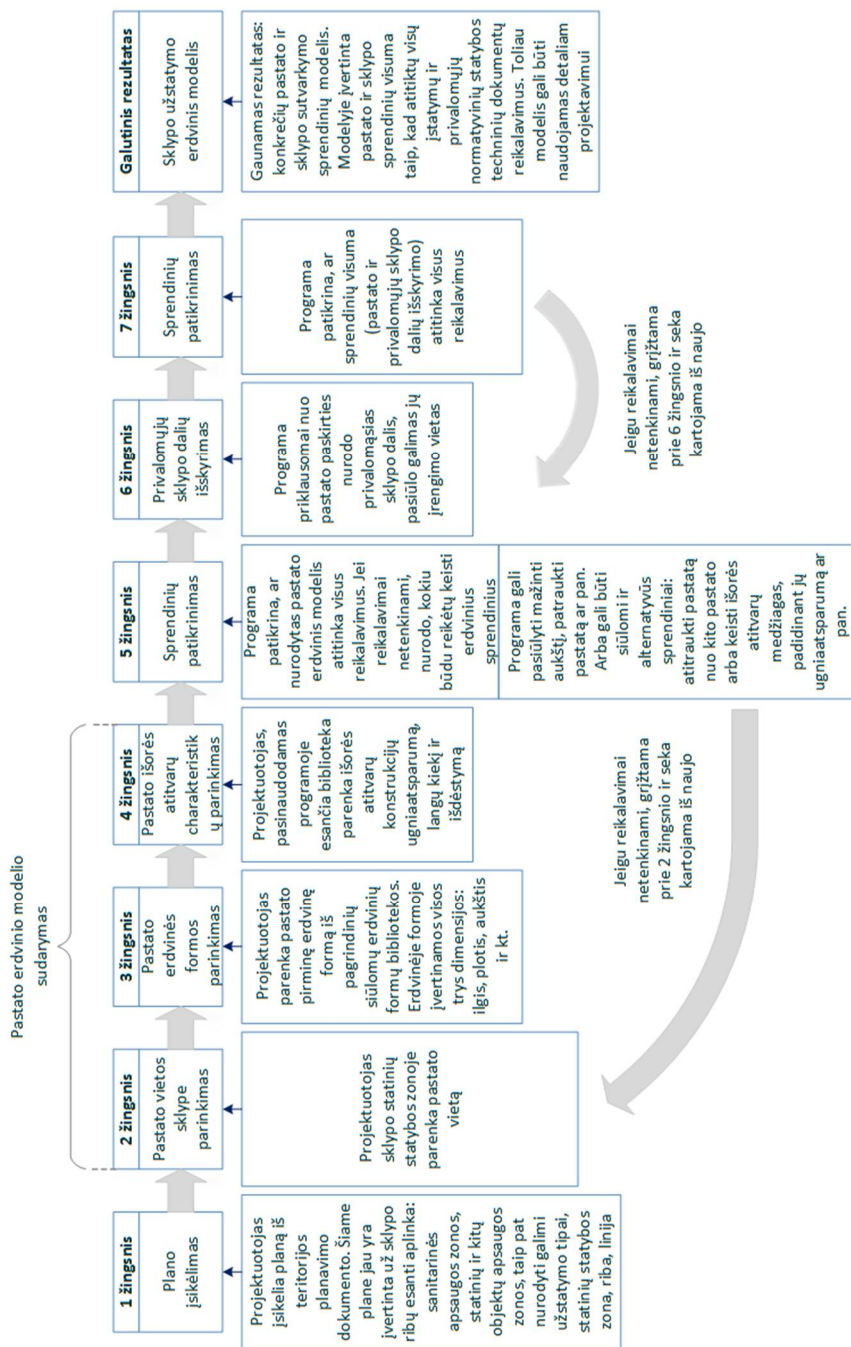 Pastato erdvinio modelio
sudarymas
1 žingsnis
Plano
įsikėlimas
Projektuotojas
įsikelia planą iš
teritorijos
planavimo
dokumento. Šiame
plane jau yra
įvertinta už sklypo
ribų esanti aplinka:
sanitarinės
apsaugos zonos,
statinių ir kitų
objektų apsaugos
zonos, taip pat
nurodyti galimi
užstatymo tipai,
statinių statybos
zona, riba, linija
2 žingsnis
Pastato vietos
sklype
parinkimas
Projektuotojas
sklypo statinių
statybos zonoje
parenka pastato
vietą
3 žingsnis
Pastato
erdvinės
formos
parinkimas
Projektuotojas
parenka pastato
pirminę erdvinę
formą iš
pagrindinių
siūlomų erdvinių
formų bibliotekos.
Erdvinėje formoje
įvertinamos visos
trys dimensijos:
ilgis, plotis, aukštis
ir kt.
4 žingsnis
Pastato išorės
atitvarų
charakteristik
ų parinkimas
Projektuotojas,
pasinaudodamas
programoje
esančia biblioteka
parenka išorės
atitvarų
konstrukcijų
ugniaatsparumą,
langų kiekį ir
išdėstymą
5 žingsnis
Sprendinių
patikrinimas
Programa
patikrina, ar
nurodytas pastato
erdvinis modelis
atitinka visus
reikalavimus. Jei
reikalavimai
netenkinami,
nurodo, kokiu
būdu reikėtų keisti
erdvinius
sprendinius
Programa gali
pasiūlyti mažinti
aukštį, patraukti
pastatą ar pan.
Arba gali būti
siūlomi ir
alternatyvūs
sprendiniai:
atitraukti pastatą
nuo kito pastato
arba keisti išorės
atitvarų
medžiagas,
padidinant jų
ugniaatsparumą ar
pan.
6 žingsnis
Privalomųjų
sklypo dalių
išsskyrimas
Programa
priklausomai nuo
pastato paskirties
nurodo
privalomąsias
sklypo dalis,
pasiūlo galimas jų
įrengimo vietas
7 žingsnis
Sprendinių
patikrinimas
Programa
patikrina, ar
sprendinių visuma
(pastato ir
privalomųjų sklypo
dalių išskyrimo)
atitinka visus
reikalavimus
Galutinis rezultatas
Sklypo užstatymo
erdvinis modelis
Gaunamas rezultatas:
konkrečių pastato ir
sklypo sutvarkymo
sprendinių modelis.
Modelyje įvertinta
pastato ir sklypo
sprendinių visuma
taip, kad atitiktų visų
įstatymų ir
privalomųjų
normatyvinių statybos
techninių dokumentų
reikalavimus. Toliau
modelis gali būti
naudojamas detaliam
projektavimui
Jeigu reikalavimai
netenkinami, grįžtama
prie 2 žingsnio ir seka
kartojama iš naujo
Jeigu reikalavimai
netenkinami, grįžtama
prie 6 žingsnio ir seka
kartojama iš naujo